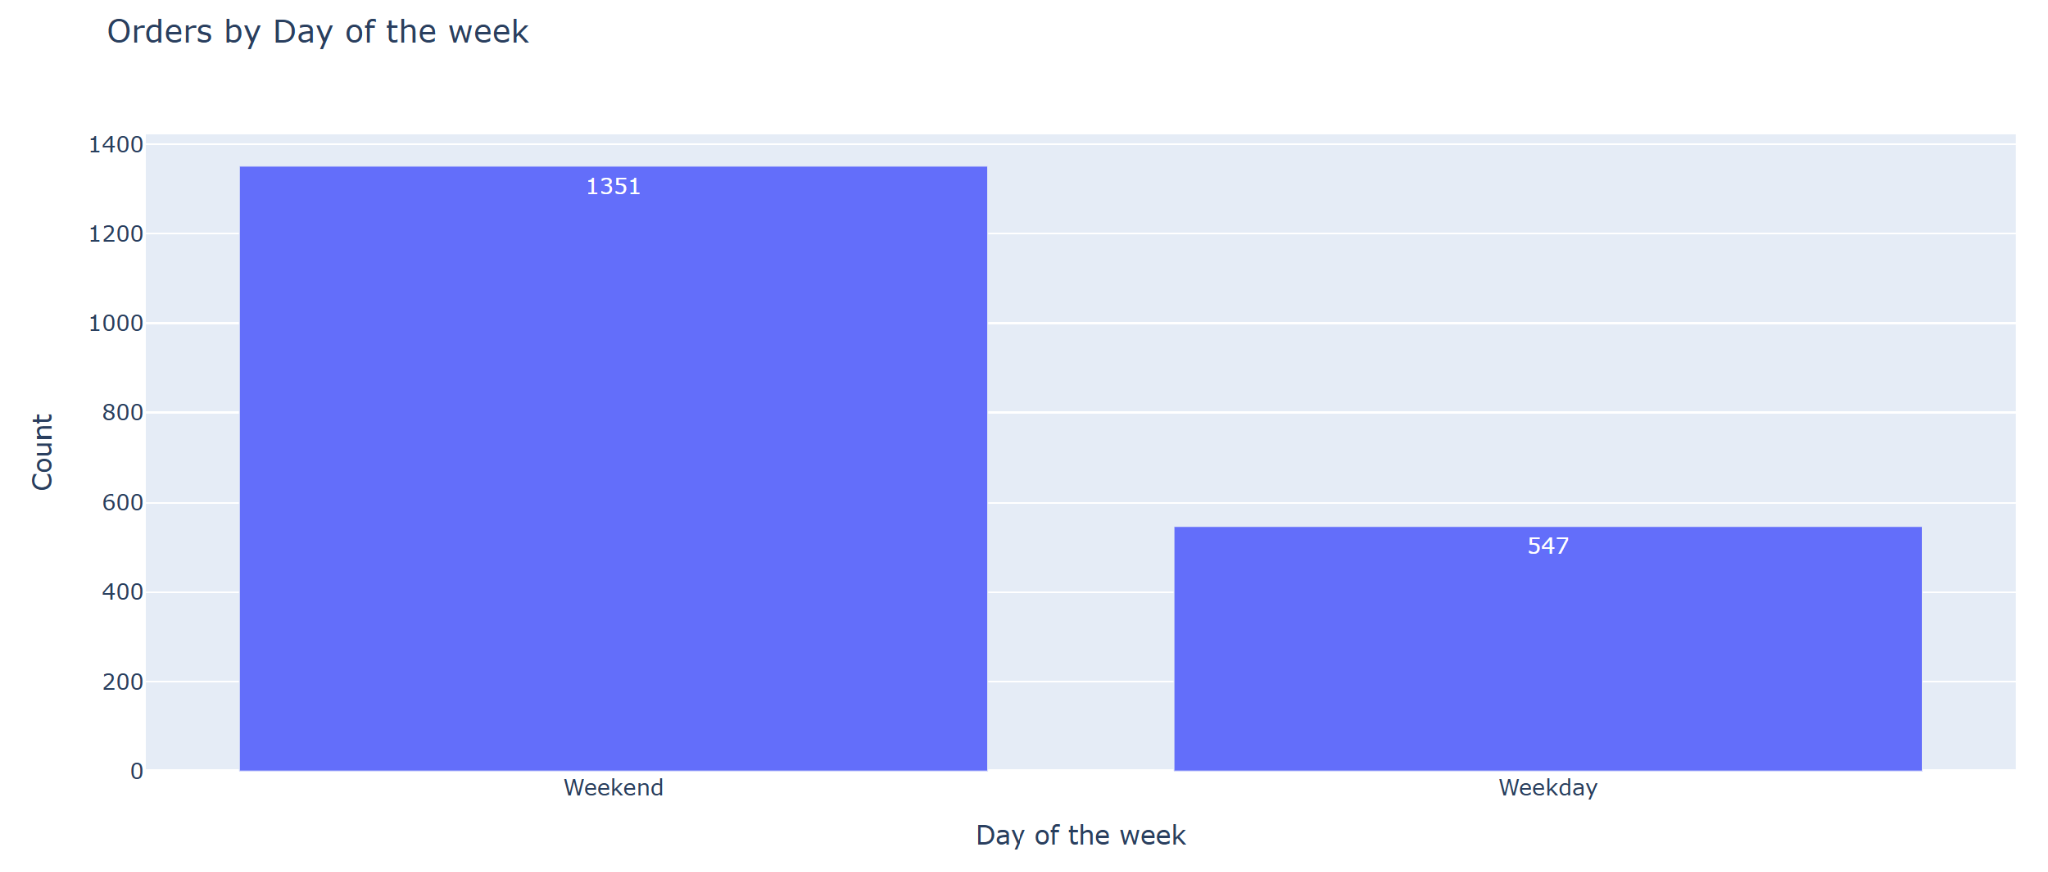 Orders by Day of the week
1400
1200
1000
800
600
400
200
0
Count
1351
547
Weekend
Weekday
Day of the week